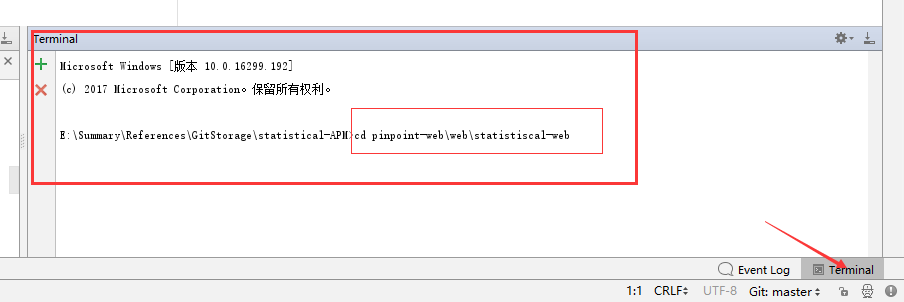 Terminal
Microsoft Windows [版本 10.0.16299.192]
(c) 2017 Microsoft Corporation。保留所有权利。
E:\Summary\References\GitStorage\statistical-APM>cd pinpoint-web\web\statistiscal-web
Event Log
Terminal
1:1 CRLF UTF-8 Git: master